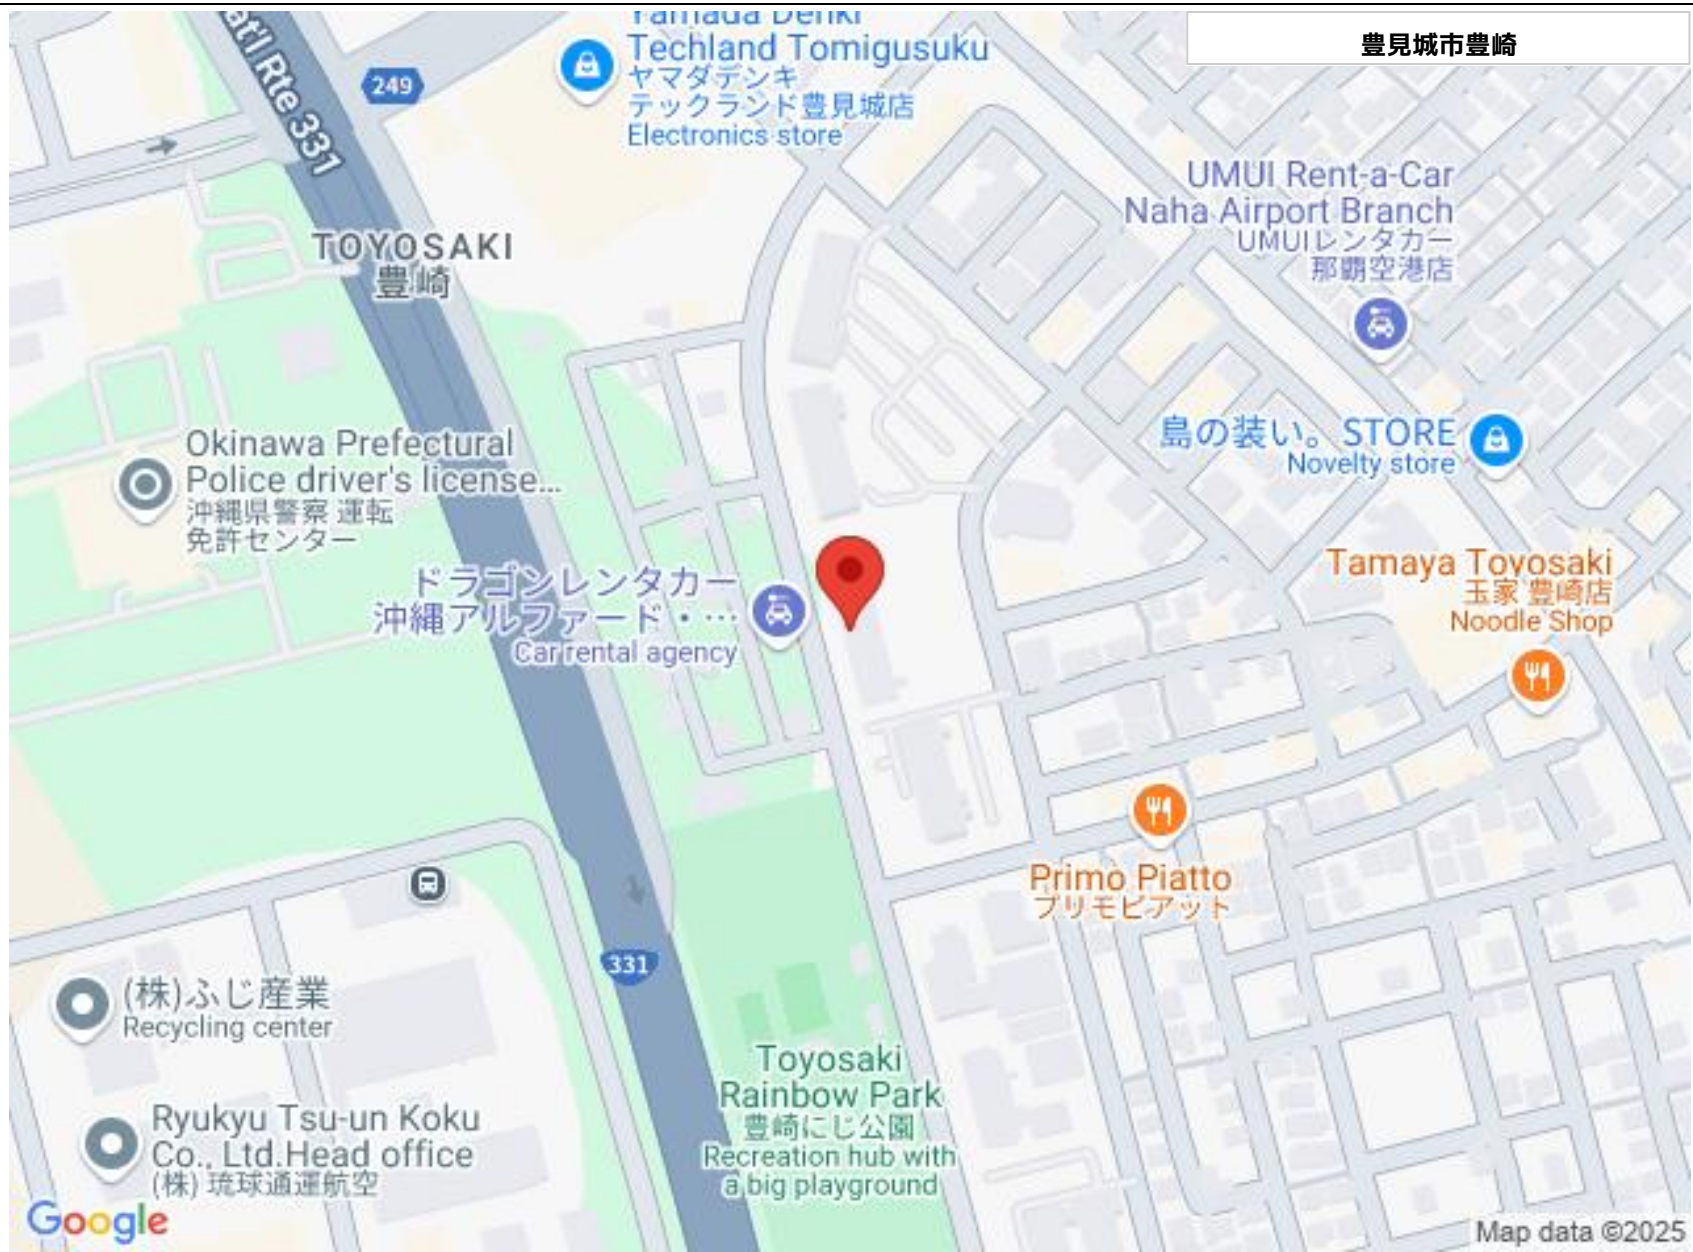 Yamada Denki
Techland Tomigusuku
ヤマダデンキ
テックランド豊見城店
Electronics store
豊見城市豊崎
at'l Rte 331
249
UMUI Rent-a-Car
Naha Airport Branch
UMUIレンタカー
那覇空港店
TOYOSAKI
豊崎
島の装い。STORE
Novelty store
Okinawa Prefectural
Police driver's license...
沖縄県警察 運転
免許センター
Tamaya Toyosaki
玉家 豊崎店
Noodle Shop
ドラゴンレンタカー
沖縄アルファード・…
Car rental agency
Primo Piatto
プリモピアット
331
(株)ふじ産業
Recycling center
Toyosaki
Rainbow Park
豊崎にじ公園
Recreation hub with
a big playground
Ryukyu Tsu-un Koku
Co., Ltd.Head office
(株) 琉球通運航空
Google
Map data ©2025